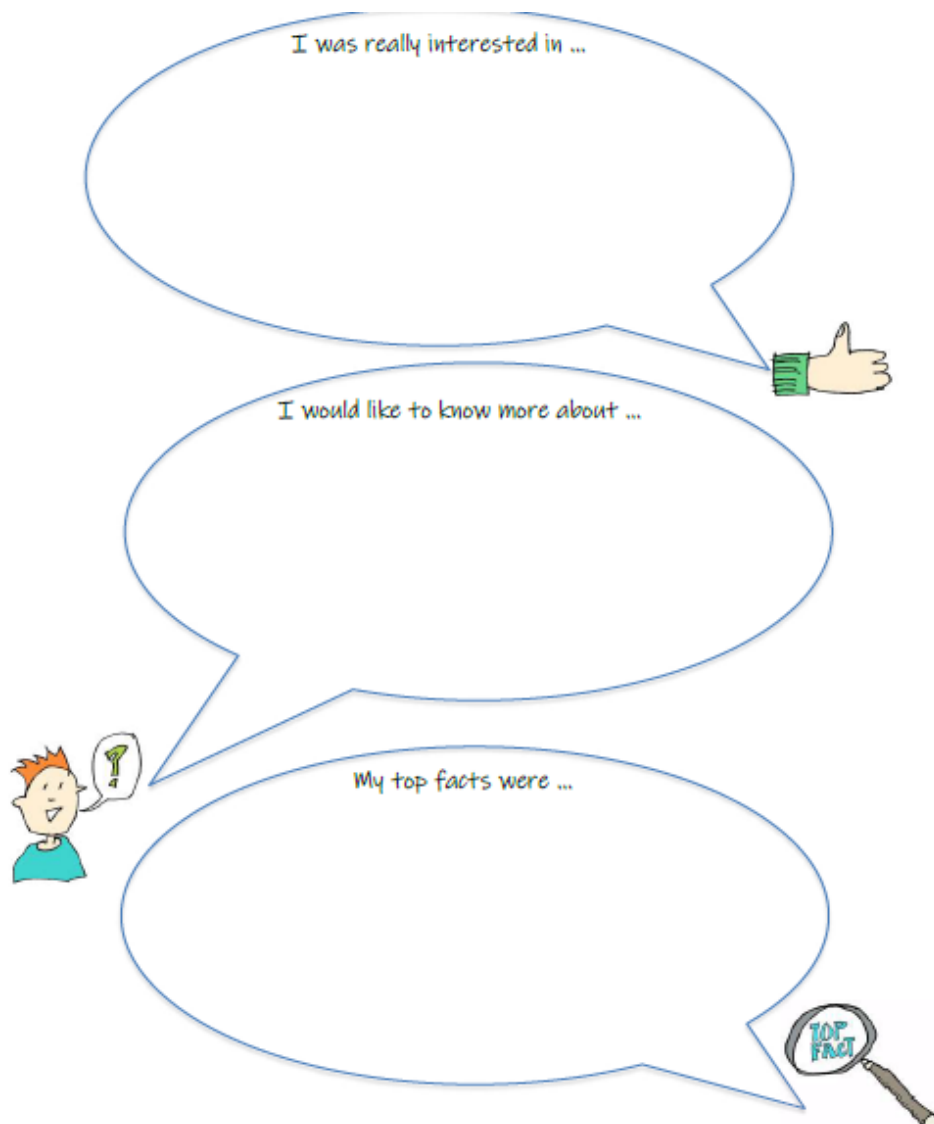 I was really interested in ...
I would like to know more about ...
?
My top facts were ...
TOP
FACT